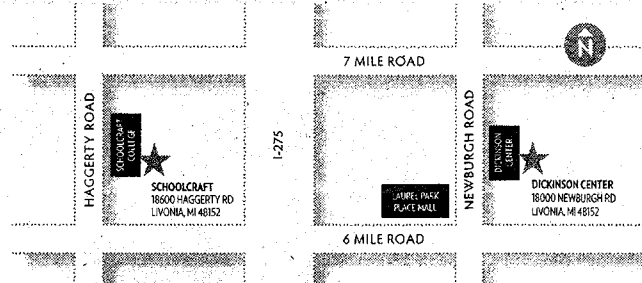 N
7 MILE ROAD
HAGGERTY ROAD
SCHOOLCRAFT
COLLEGE
SCHOOLCRAFT
18600 HAGGERTY RD
LIVONIA, MI 48152
I-275
LAUREL PARK
PLACE MALL
NEWBURGH ROAD
DICKINSON
CENTER
DICKINSON CENTER
18000 NEWBURGH RD
LIVONIA, MI 48152
6 MILE ROAD